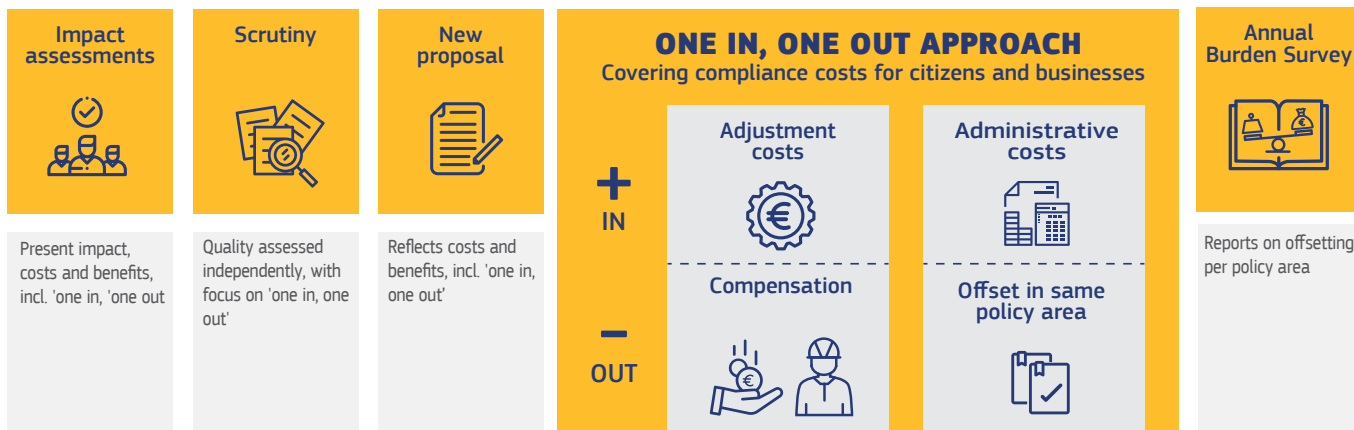 Impact
assessments
Present impact,
costs and benefits,
incl. 'one in, 'one out
Scrutiny
Quality assessed
independently, with
focus on 'one in, one
out'
New
proposal
Reflects costs and
benefits, incl. 'one in,
one out'
ONE IN, ONE OUT APPROACH
Covering compliance costs for citizens and businesses
+
IN
Adjustment
costs
€
Administrative
costs
–
OUT
Compensation
€
Offset in same
policy area
Annual
Burden Survey
€
Reports on offsetting
per policy area